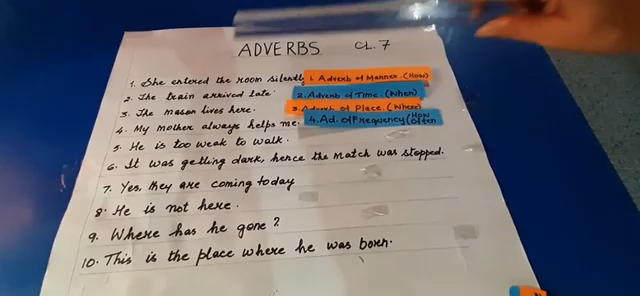 ADVERBS CL. 7
1. She entered the room silently 1. Adverb of Manner. (How)
2. The train arrived late. 2. Adverb of Time. (When)
3. The mason lives here. 3. Adverb of Place. (Where)
4. My mother always helps me. 4. Ad. of Frequency (How often
5. He is too weak to walk.
6. It was getting dark, hence the match was stopped.
7. Yes, they are coming today
8. He is not here.
9. Where has he gone?
10. This is the place where he was born.